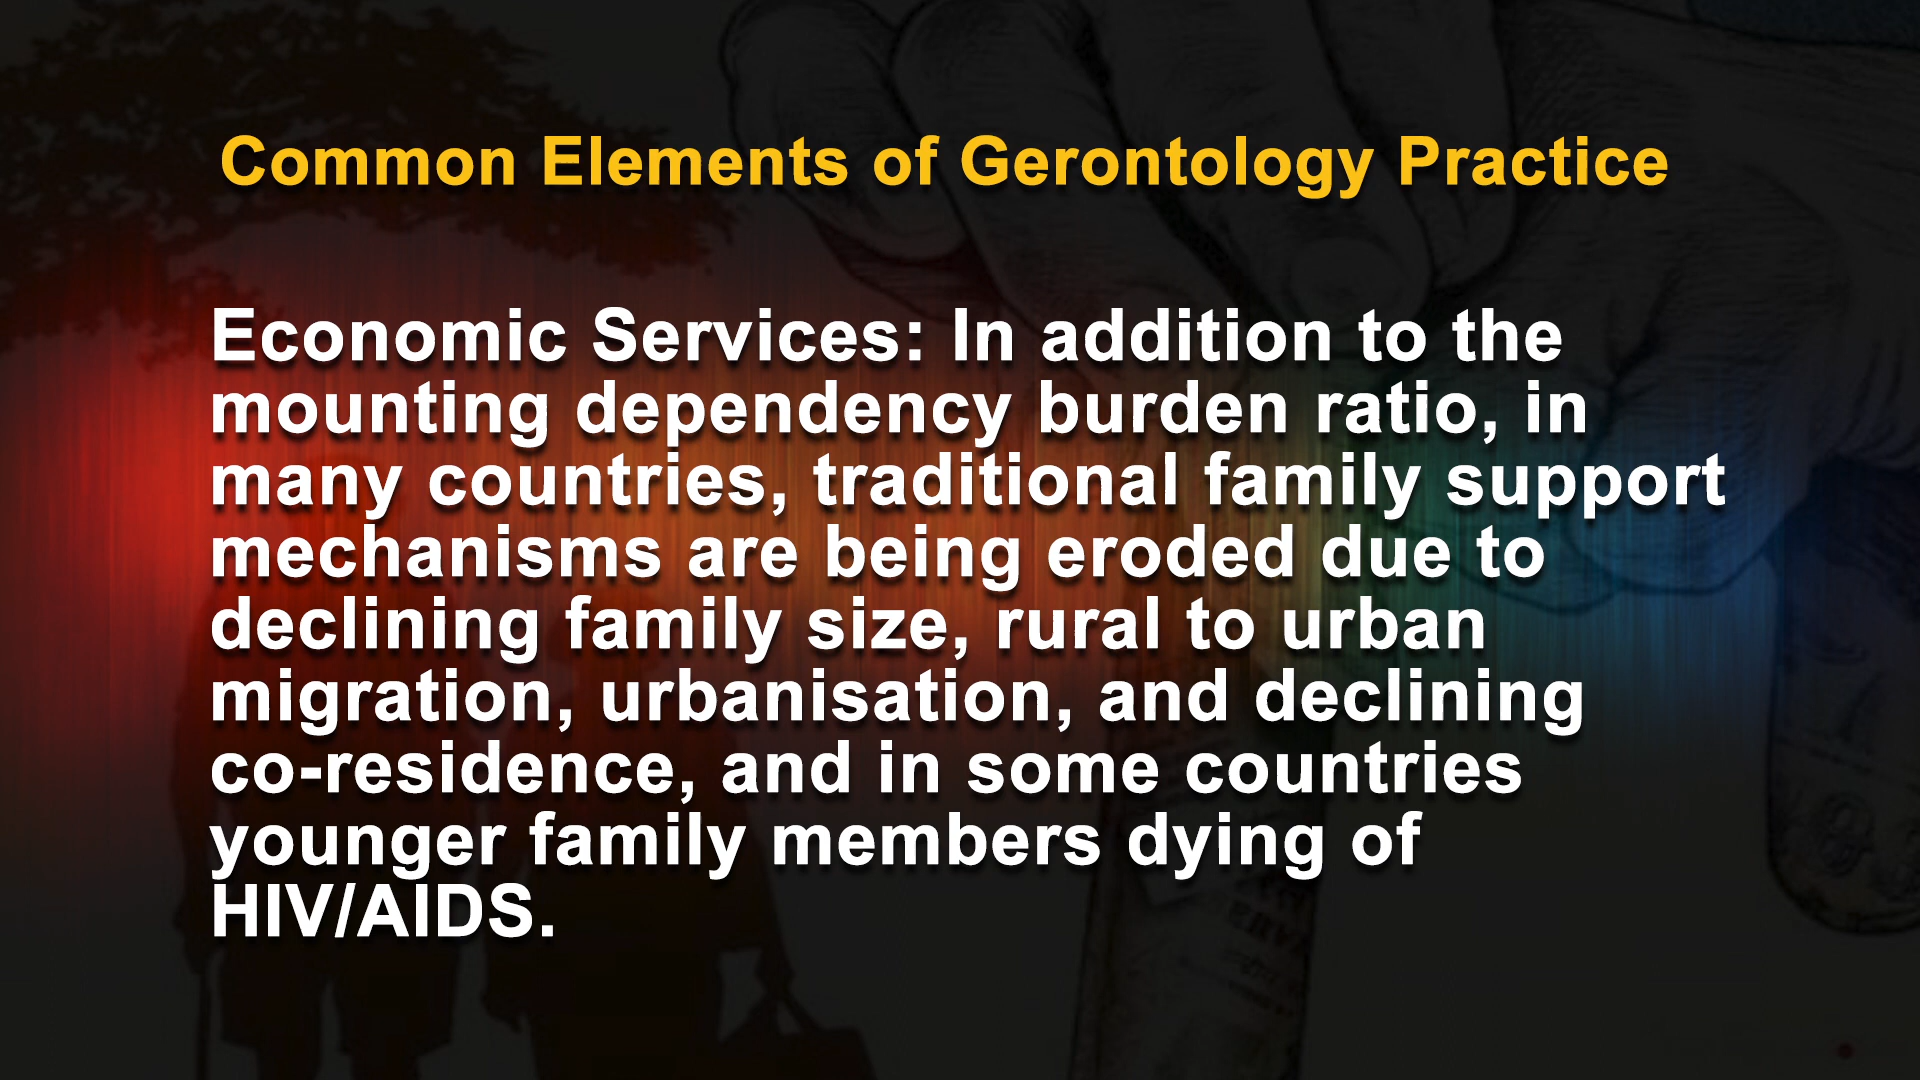 Common Elements of Gerontology Practice
Economic Services: In addition to the
mounting dependency burden ratio, in
many countries, traditional family support
mechanisms are being eroded due to
declining family size, rural to urban
migration, urbanisation, and declining
co-residence, and in some countries
younger family members dying of
HIV/AIDS.